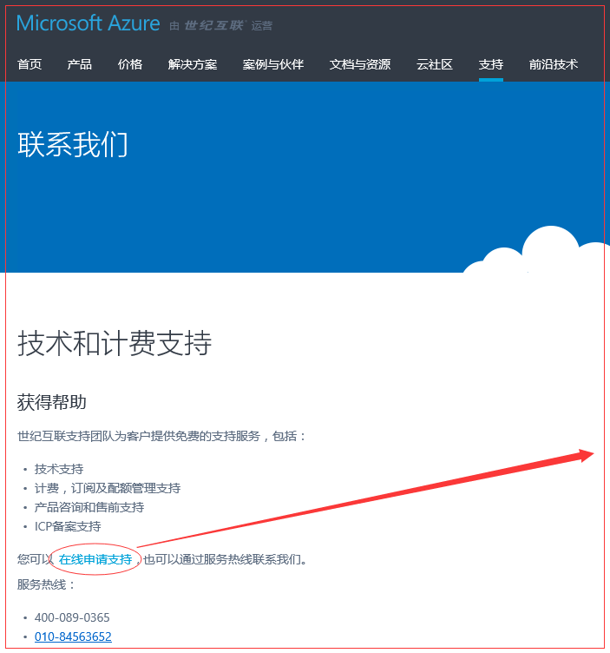 Microsoft Azure 由 世纪互联 运营
首页 产品 价格 解决方案 案例与伙伴 文档与资源 云社区 支持 前沿技术
联系我们
技术和计费支持
获得帮助
世纪互联支持团队为客户提供免费的支持服务，包括：
• 技术支持
• 计费，订阅及配额管理支持
• 产品咨询和售前支持
• ICP备案支持
您可以 在线申请支持，也可以通过服务热线联系我们。
服务热线：
• 400-089-0365
• 010-84563652